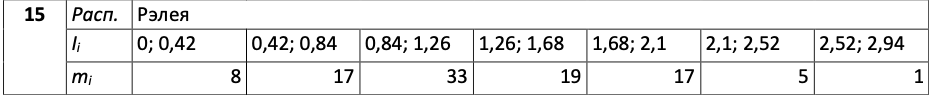 15 Расп. Рэлея
lᵢ 0; 0,42 0,42; 0,84 0,84; 1,26 1,26; 1,68 1,68; 2,1 2,1; 2,52 2,52; 2,94
mᵢ 8 17 33 19 17 5 1